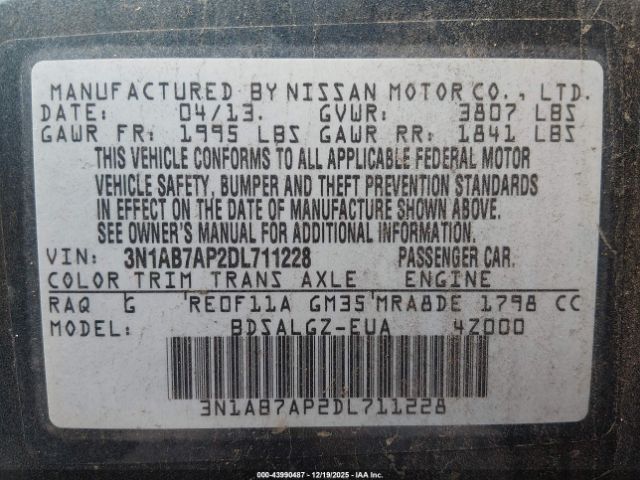 MANUFACTURED BY NISSAN MOTOR CO., LTD.
DATE: 04/13. GVWR: 3807 LBS
GAWR FR: 1995 LBS GAWR RR: 1841 LBS
THIS VEHICLE CONFORMS TO ALL APPLICABLE FEDERAL MOTOR
VEHICLE SAFETY, BUMPER AND THEFT PREVENTION STANDARDS
IN EFFECT ON THE DATE OF MANUFACTURE SHOWN ABOVE.
SEE OWNER'S MANUAL FOR ADDITIONAL INFORMATION.
VIN: 3N1AB7AP2DL711228 PASSENGER CAR.
COLOR TRIM TRANS AXLE ENGINE
RAQ G RE0F11A GM35 MRA8DE 1798 CC
MODEL: BDSALGZ-EUA 4Z000
3N1AB7AP2DL711228
000-43990487 - 12/19/2025 - IAA Inc.